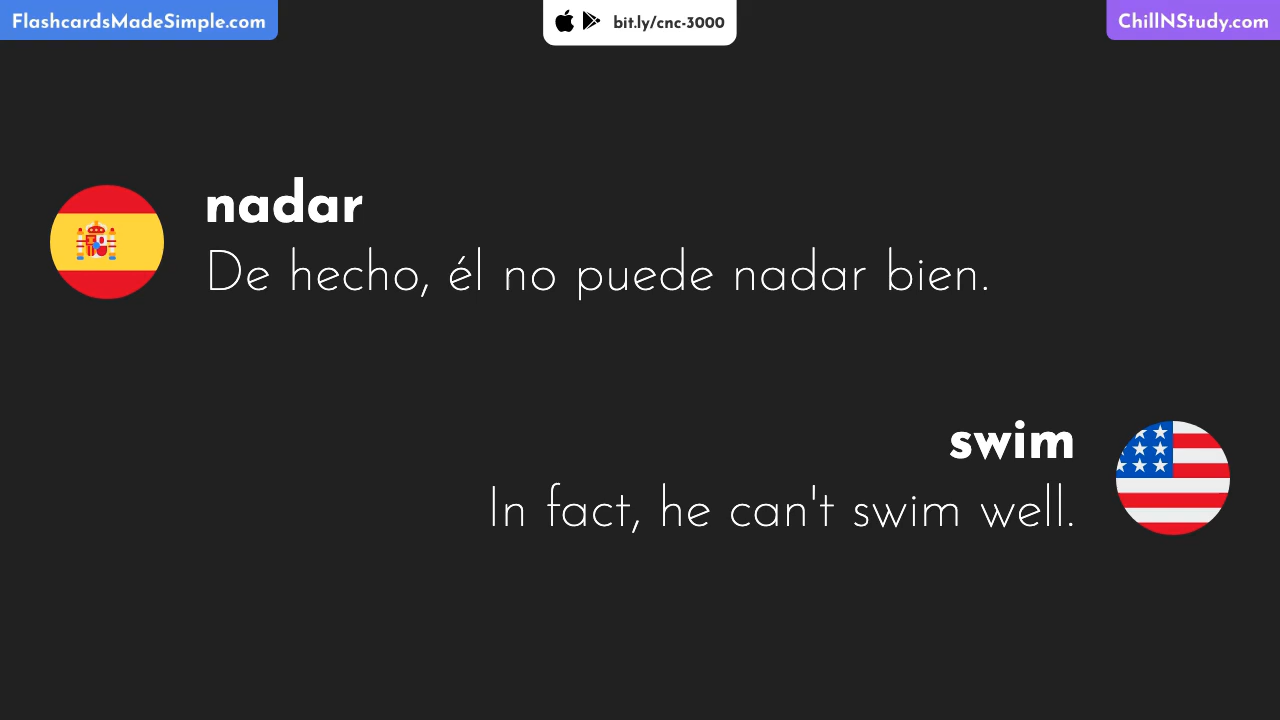 FlashcardsMadeSimple.com
bit.ly/cnc-3000
ChillNStudy.com
nadar
De hecho, él no puede nadar bien.
swim
In fact, he can't swim well.